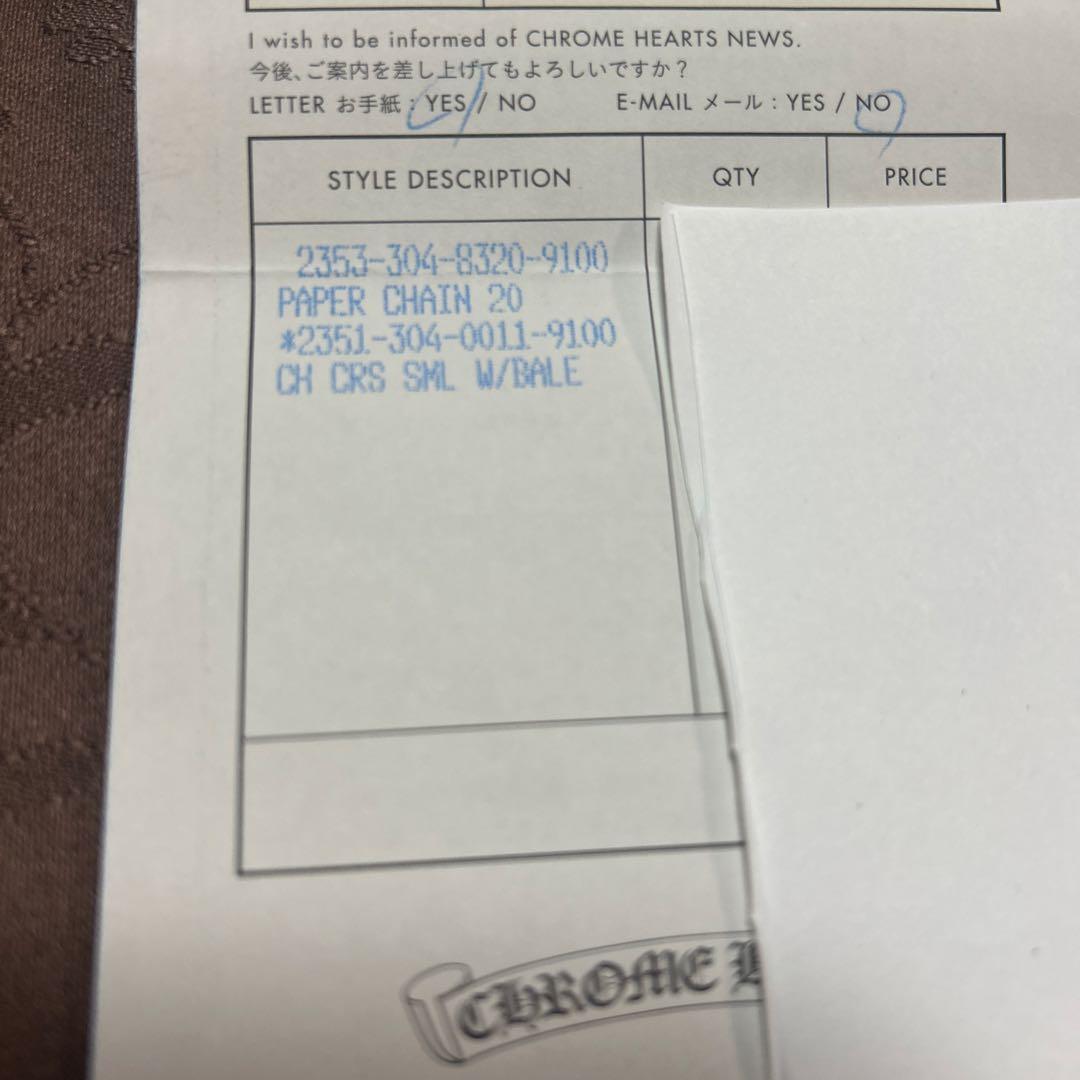 I wish to be informed of CHROME HEARTS NEWS.
今後、ご案内を差し上げてもよろしいですか？
LETTER お手紙 : YES / NO E-MAIL メール : YES / NO
STYLE DESCRIPTION QTY PRICE
2353-304-8320-9100
PAPER CHAIN 20
*2351-304-0011-9100
CH CRS SML W/BALE
CHROME